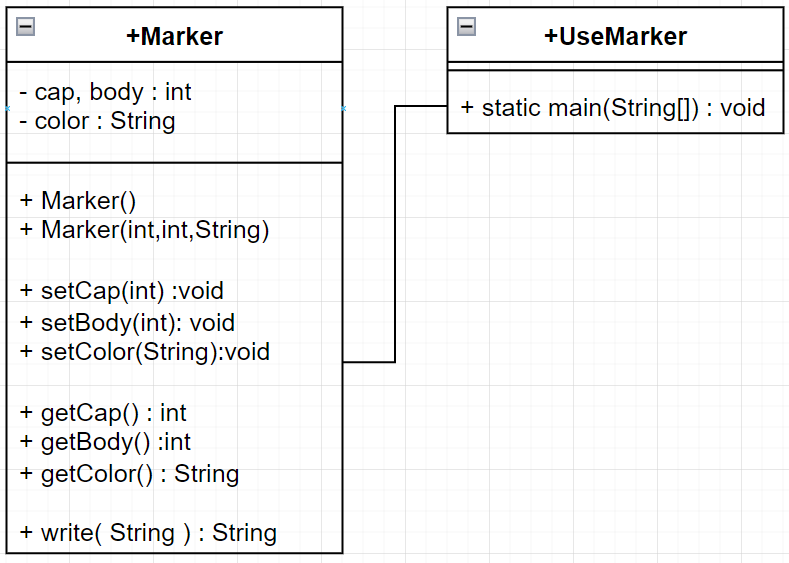 +Marker
- cap, body : int
- color : String
+ Marker()
+ Marker(int,int,String)
+ setCap(int) :void
+ setBody(int): void
+ setColor(String):void
+ getCap() : int
+ getBody() :int
+ getColor() : String
+ write( String ) : String
+UseMarker
+ static main(String[]) : void